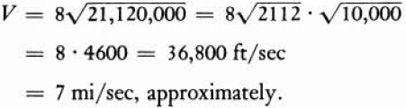 V = 8√21,120,000 = 8√2112 · √10,000
= 8 · 4600 = 36,800 ft/sec
= 7 mi/sec, approximately.